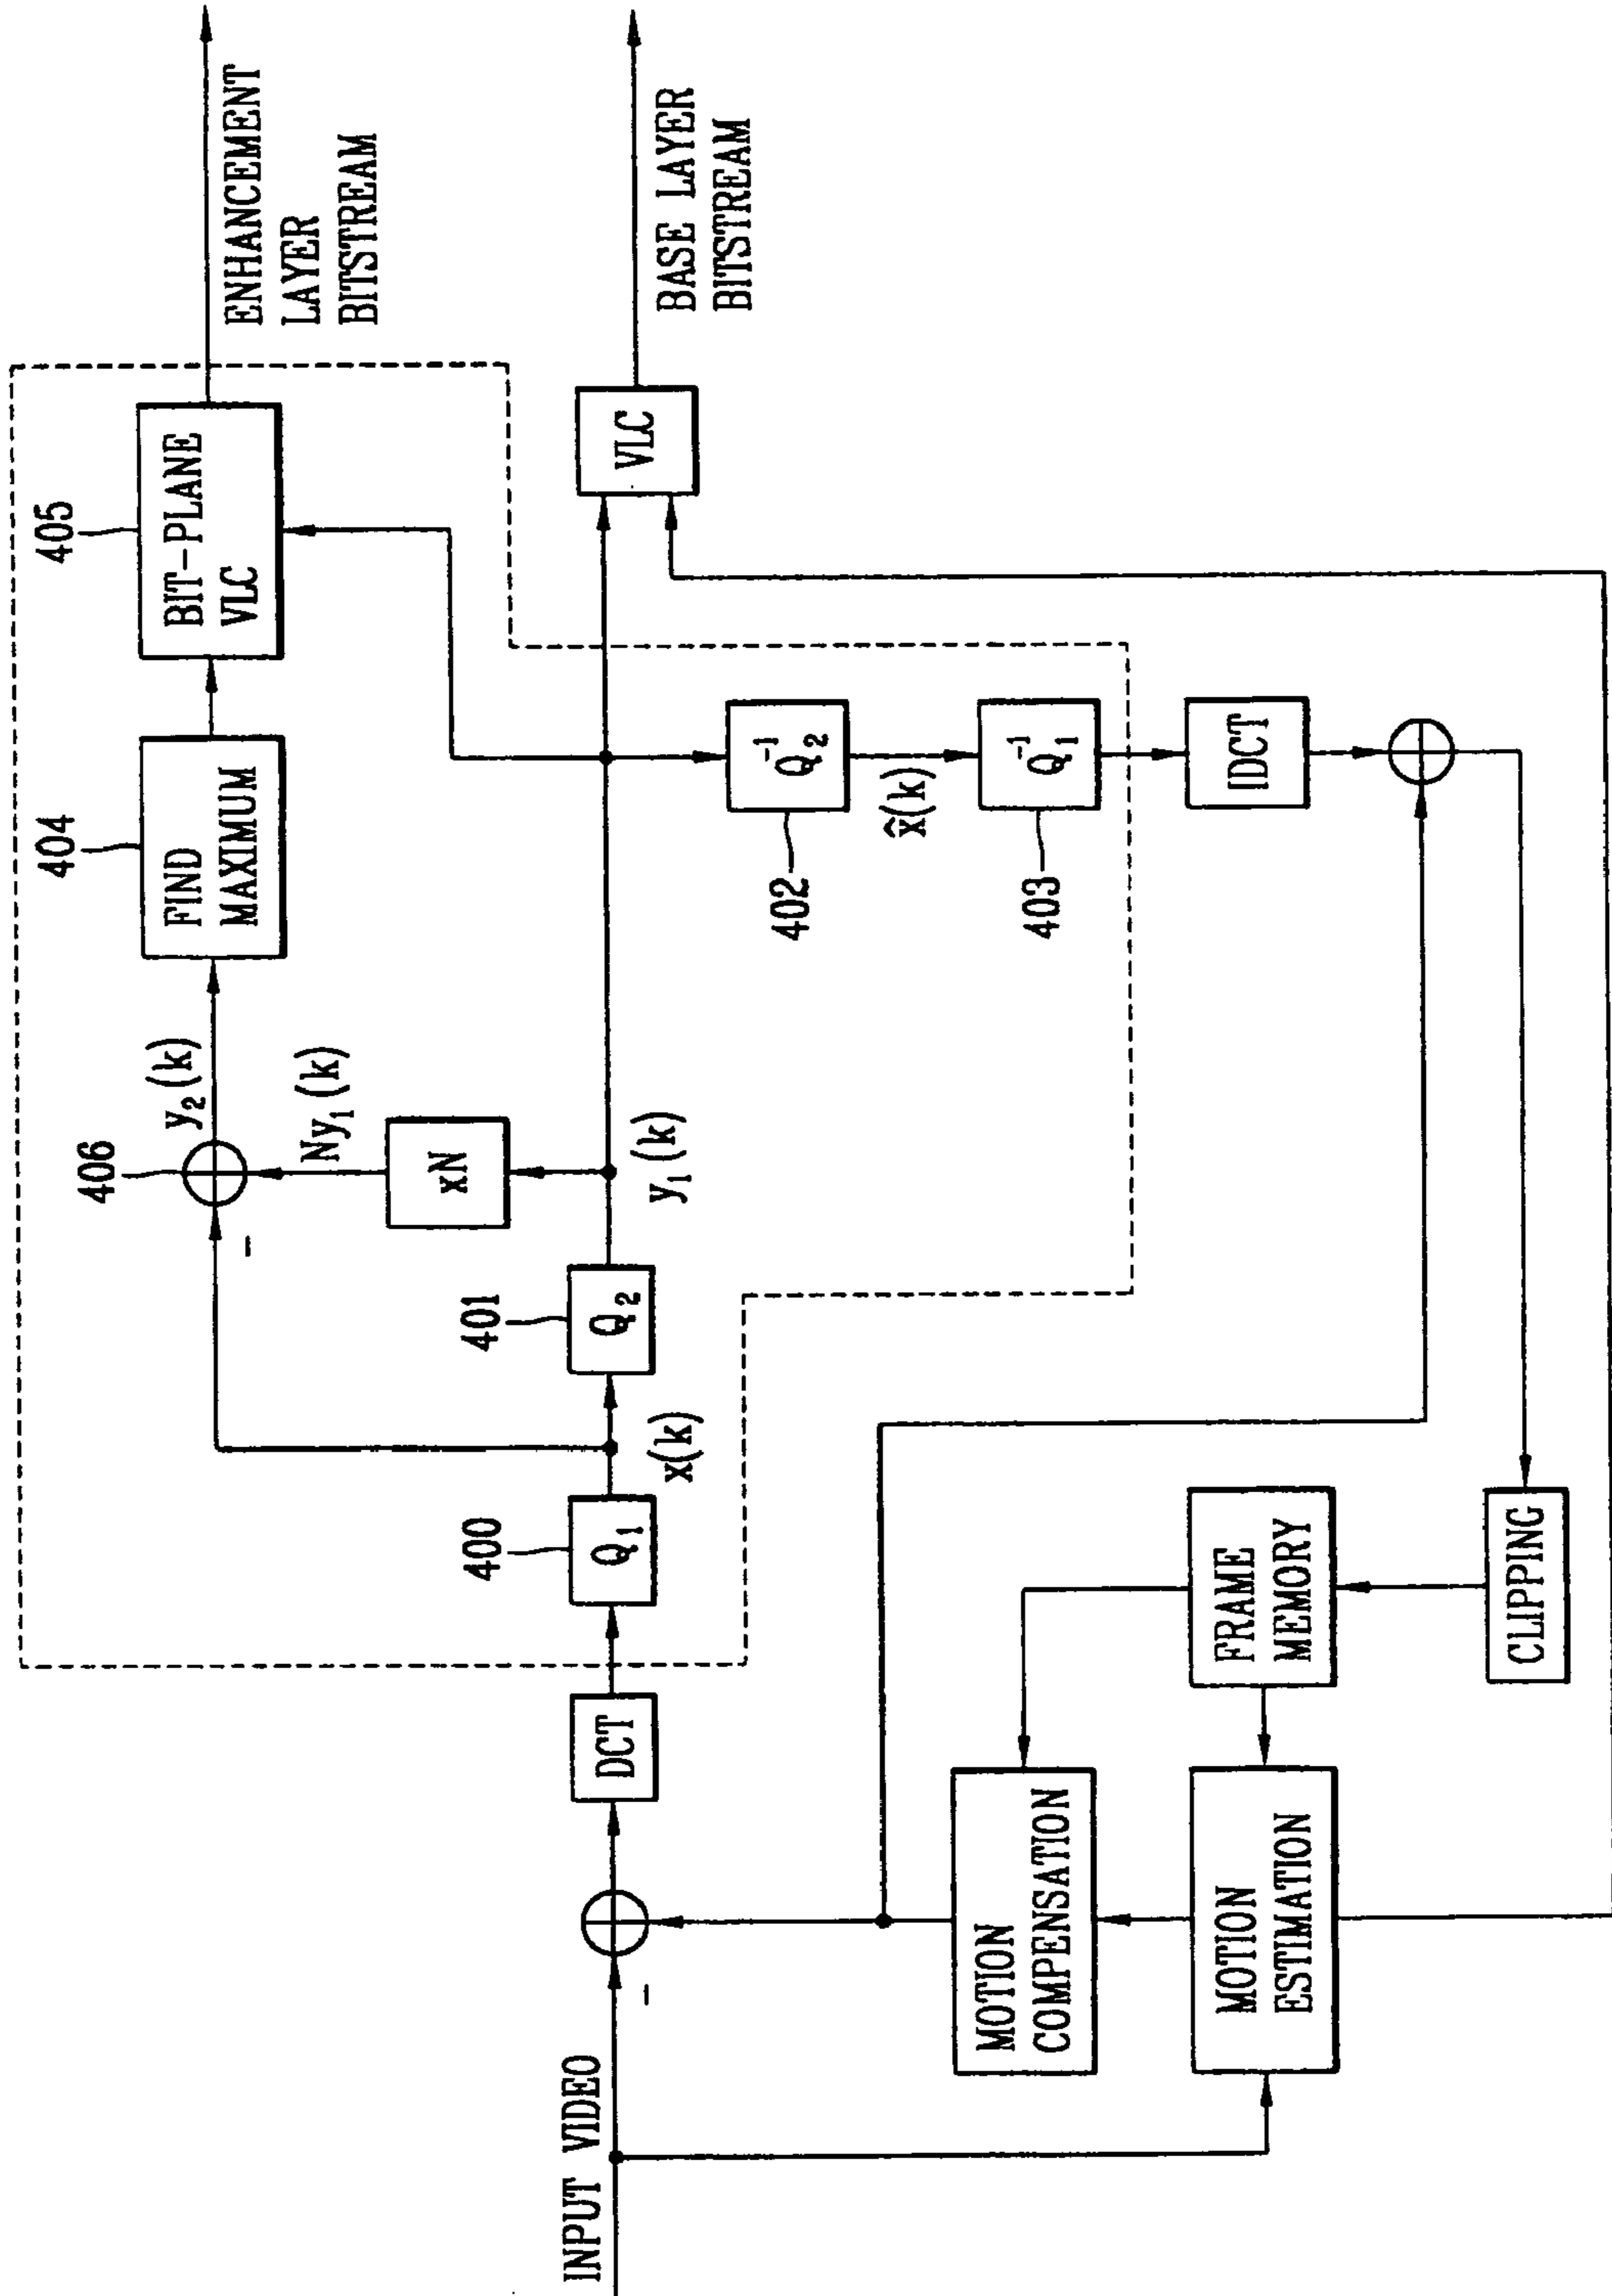 INPUT VIDEO
-
DCT
400
Q₁
x(k)
401
Q₂
y₁(k)
xN
Ny₁(k)
-
406
y₂(k)
404
FIND
MAXIMUM
405
BIT-PLANE
VLC
ENHANCEMENT
LAYER
BITSTREAM
VLC
BASE LAYER
BITSTREAM
Q₂⁻¹
402
x̂(k)
Q₁⁻¹
403
IDCT
MOTION
COMPENSATION
FRAME
MEMORY
MOTION
ESTIMATION
CLIPPING